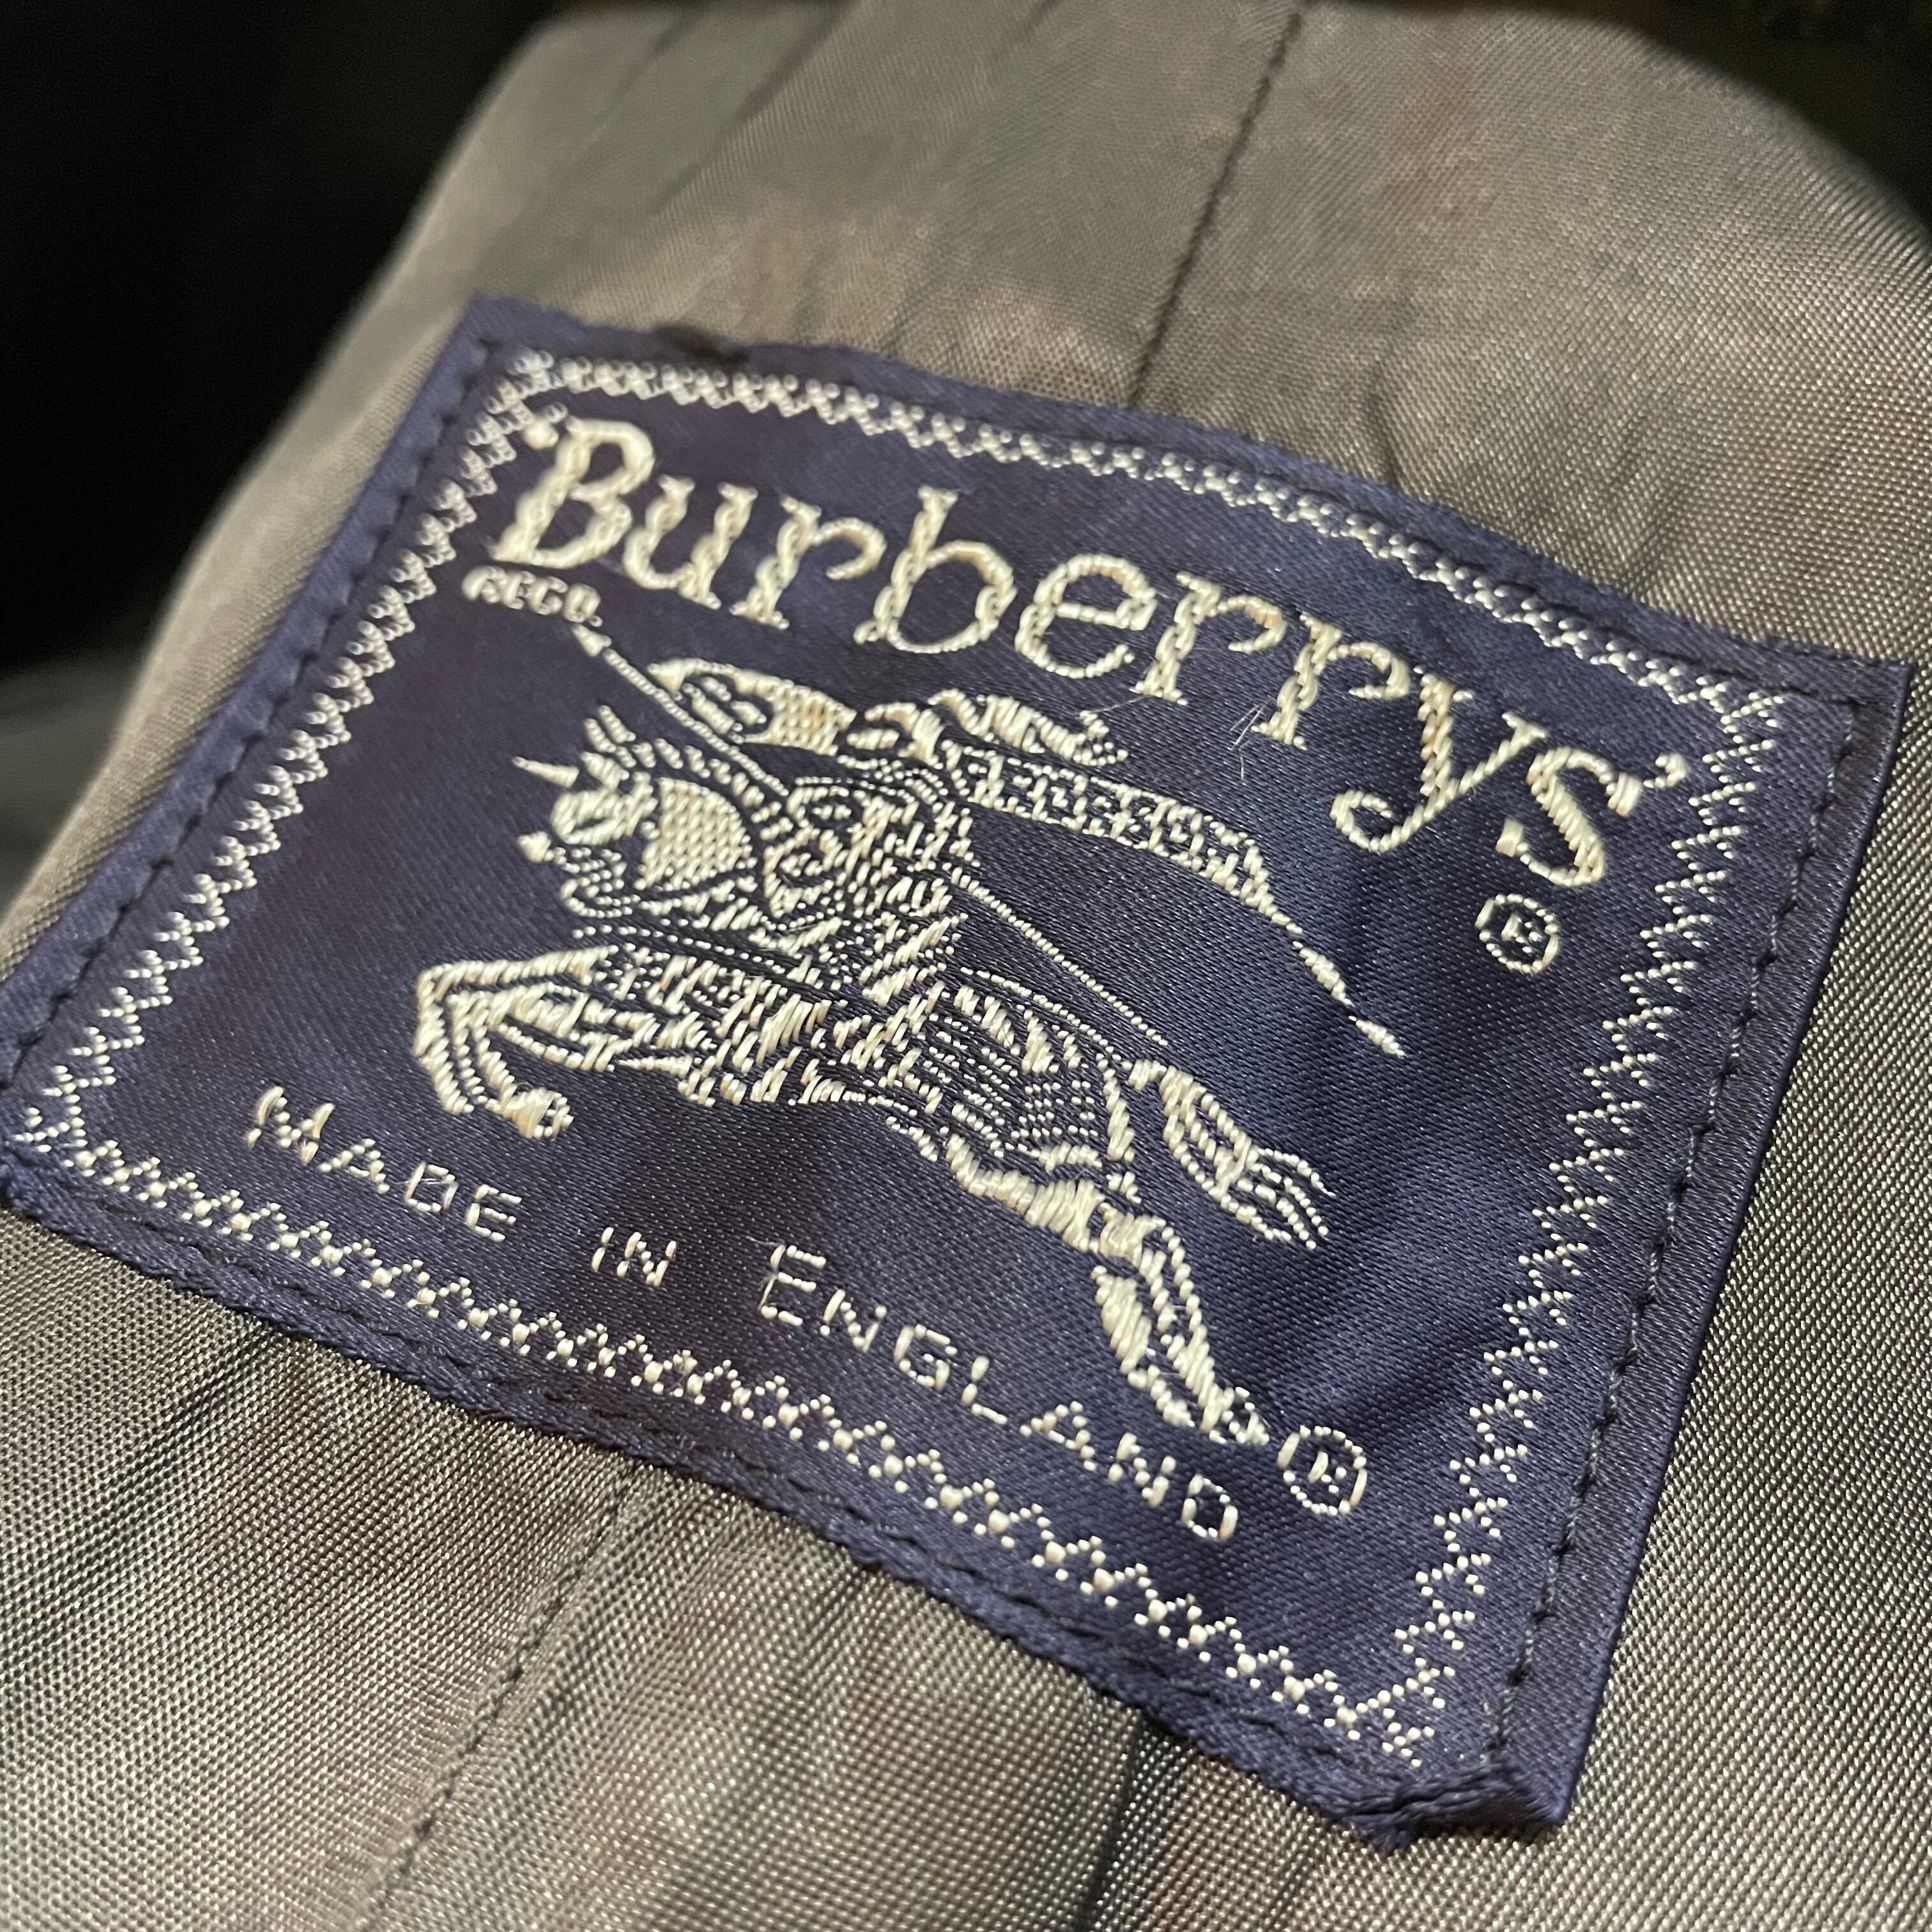 'Burberrys'
REGD.
®
MADE IN ENGLAND
®